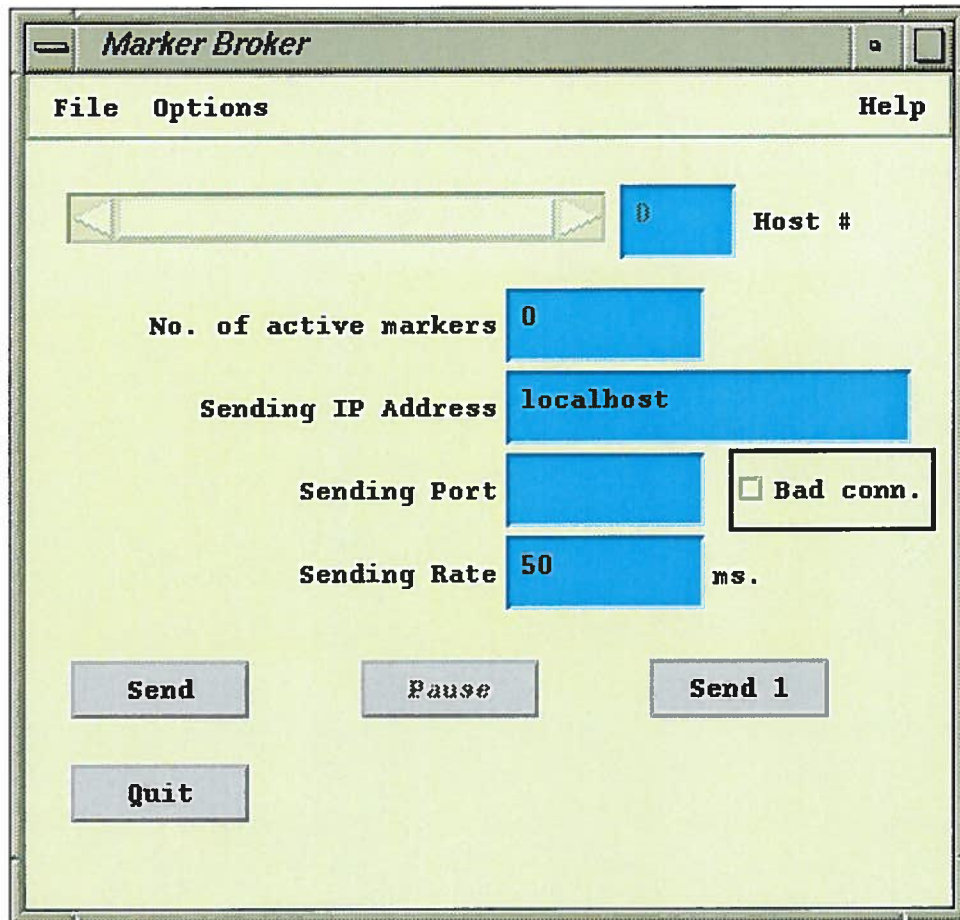 Marker Broker
File Options Help
0 Host #
No. of active markers 0
Sending IP Address localhost
Sending Port Bad conn.
Sending Rate 50 ms.
Send Pause Send 1
Quit